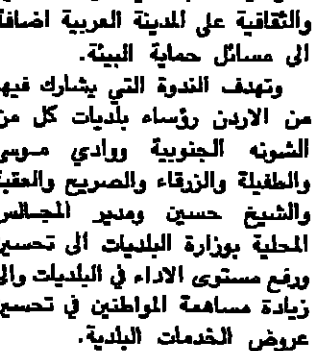 والثقافية على المدينة العربية اضافة
الى مسائل حماية البيئة.
وتهدف الندوة التي يشارك فيها
من الاردن رؤساء بلديات كل من
الشونه الجنوبية ووادي موسى
والطفيلة والزرقاء والصريح والعقبة
والشيخ حسين ومدير المجالس
المحلية بوزارة البلديات الى تحسين
ورفع مستوى الاداء في البلديات والى
زيادة مساهمة المواطنين في تحسين
عروض الخدمات البلدية.